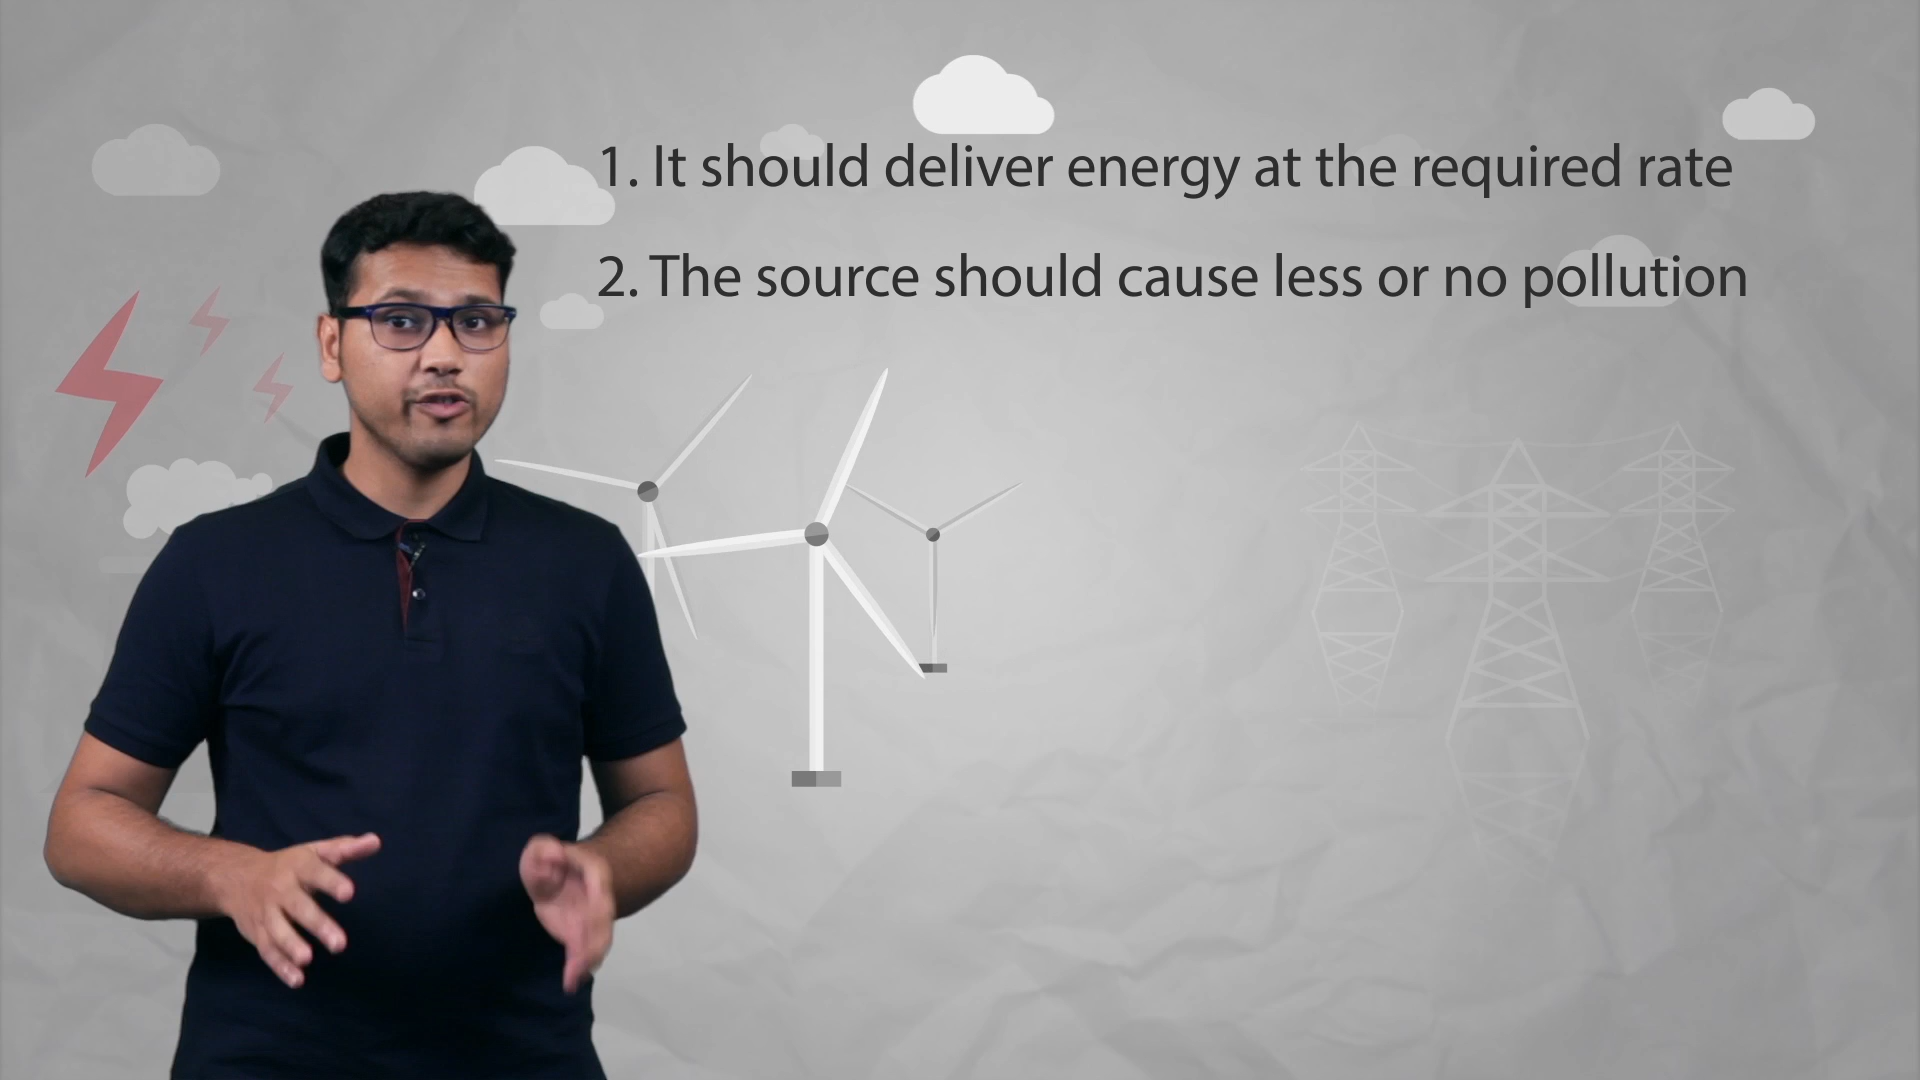 1. It should deliver energy at the required rate
2. The source should cause less or no pollution